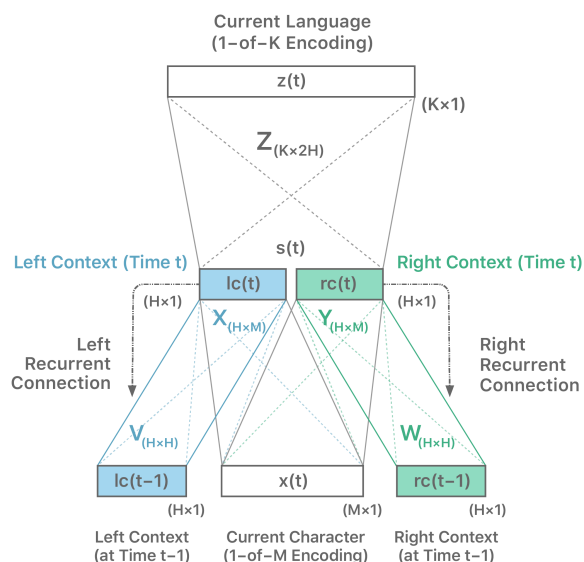 Current Language
(1-of-K Encoding)
z(t)
(K×1)
Z(K×2H)
s(t)
Left Context (Time t)
lc(t)
rc(t)
Right Context (Time t)
(H×1)
X(H×M)
Y(H×M)
(H×1)
Left
Recurrent
Connection
Right
Recurrent
Connection
V(H×H)
W(H×H)
lc(t-1)
x(t)
rc(t-1)
(H×1)
(M×1)
(H×1)
Left Context
(at Time t-1)
Current Character
(1-of-M Encoding)
Right Context
(at Time t-1)